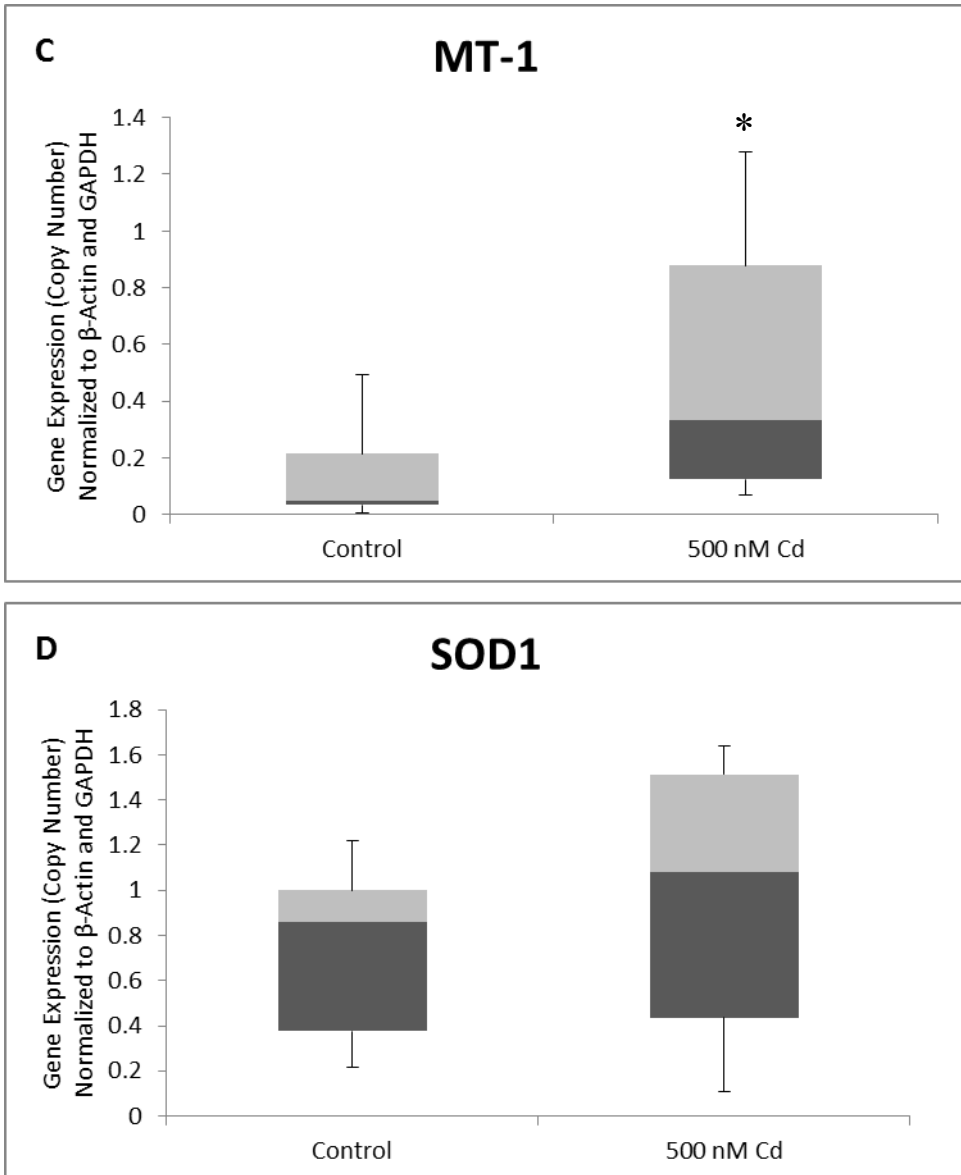 C
MT-1
Gene Expression (Copy Number)
Normalized to β-Actin and GAPDH
1.4
1.2
1
0.8
0.6
0.4
0.2
0
*
Control
500 nM Cd
D
SOD1
Gene Expression (Copy Number)
Normalized to β-Actin and GAPDH
1.8
1.6
1.4
1.2
1
0.8
0.6
0.4
0.2
0
Control
500 nM Cd